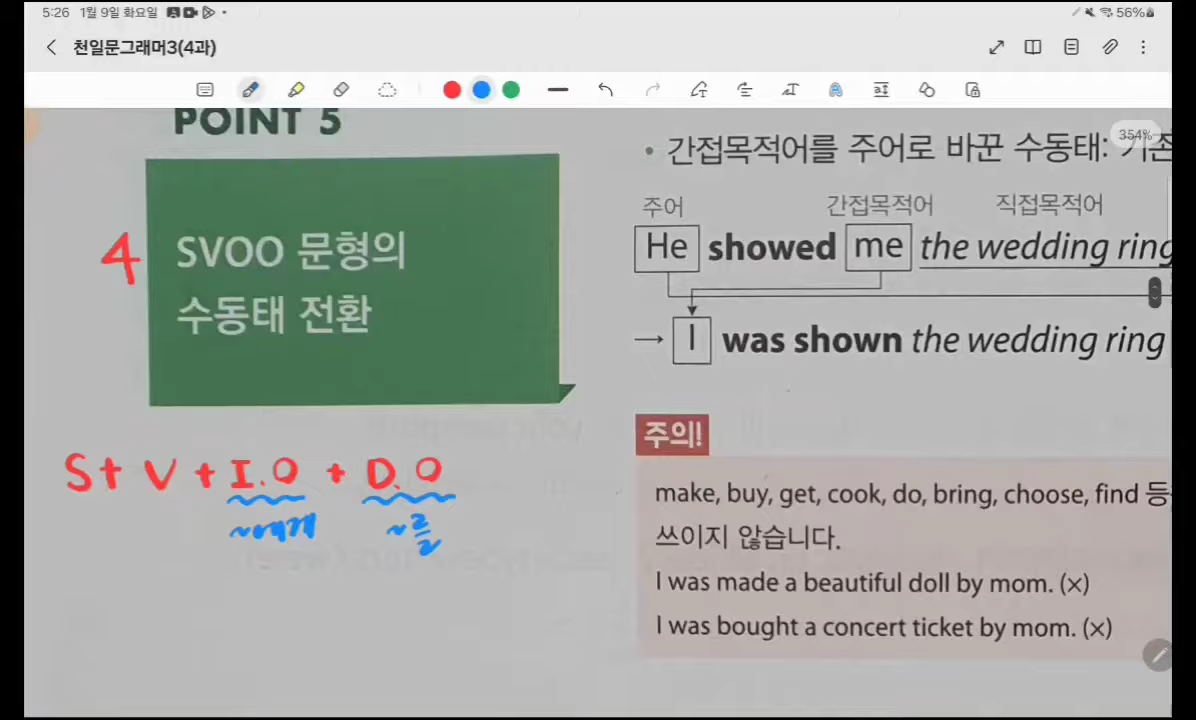 5:26 1월 9일 화요일
56%
천일문그래머3(4과)
POINT 5
354%
4
SVOO 문형의
수동태 전환
S + V + I.O + D.O
~에게 ~를
• 간접목적어를 주어로 바꾼 수동태: 기존
주어 간접목적어 직접목적어
He showed me the wedding ring
→ I was shown the wedding ring
주의!
make, buy, get, cook, do, bring, choose, find 등
쓰이지 않습니다.
I was made a beautiful doll by mom. (×)
I was bought a concert ticket by mom. (×)